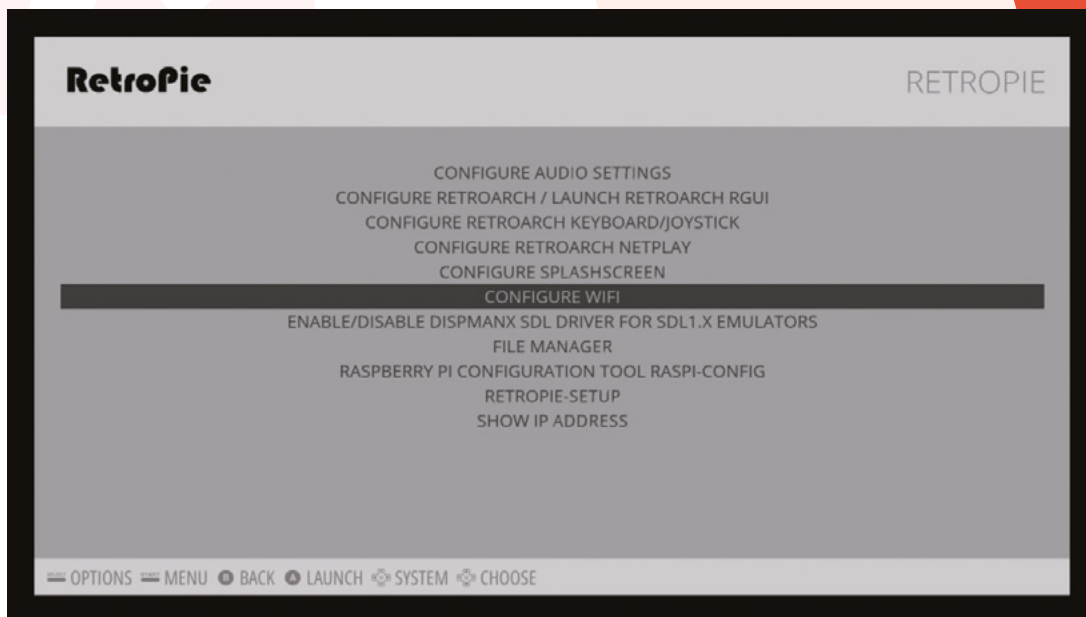 RetroPie
RETROPIE
CONFIGURE AUDIO SETTINGS
CONFIGURE RETROARCH / LAUNCH RETROARCH RGUI
CONFIGURE RETROARCH KEYBOARD/JOYSTICK
CONFIGURE RETROARCH NETPLAY
CONFIGURE SPLASHSCREEN
CONFIGURE WIFI
ENABLE/DISABLE DISPMANX SDL DRIVER FOR SDL1.X EMULATORS
FILE MANAGER
RASPBERRY PI CONFIGURATION TOOL RASPI-CONFIG
RETROPIE-SETUP
SHOW IP ADDRESS
SELECT OPTIONS START MENU B BACK A LAUNCH SYSTEM CHOOSE